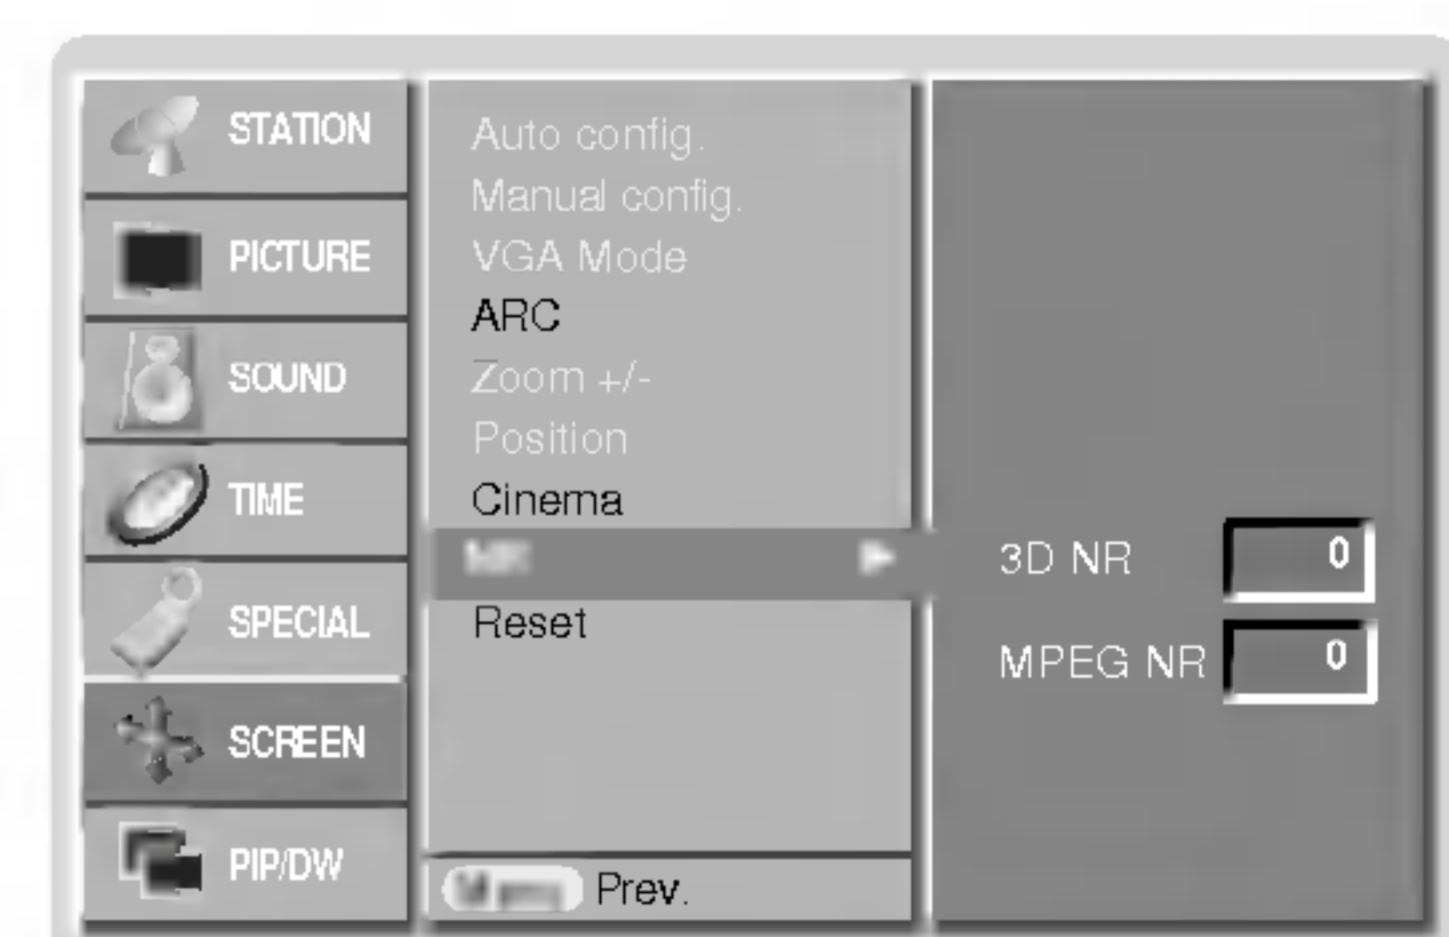 STATION
PICTURE
SOUND
TIME
SPECIAL
SCREEN
PIP/DW
Auto config.
Manual config.
VGA Mode
ARC
Zoom +/-
Position
Cinema
Reset
Prev.
3D NR 0
MPEG NR 0